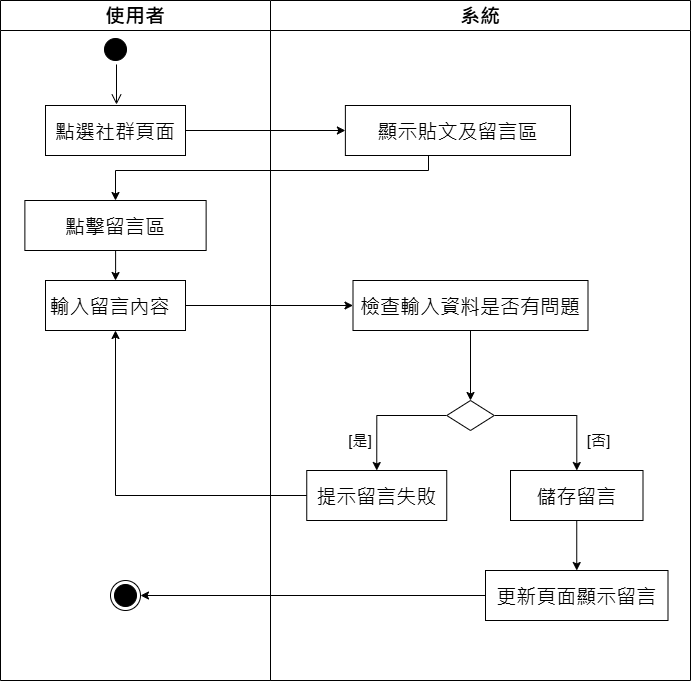 使用者
系統
點選社群頁面
顯示貼文及留言區
點擊留言區
輸入留言內容
檢查輸入資料是否有問題
[是]
[否]
提示留言失敗
儲存留言
更新頁面顯示留言